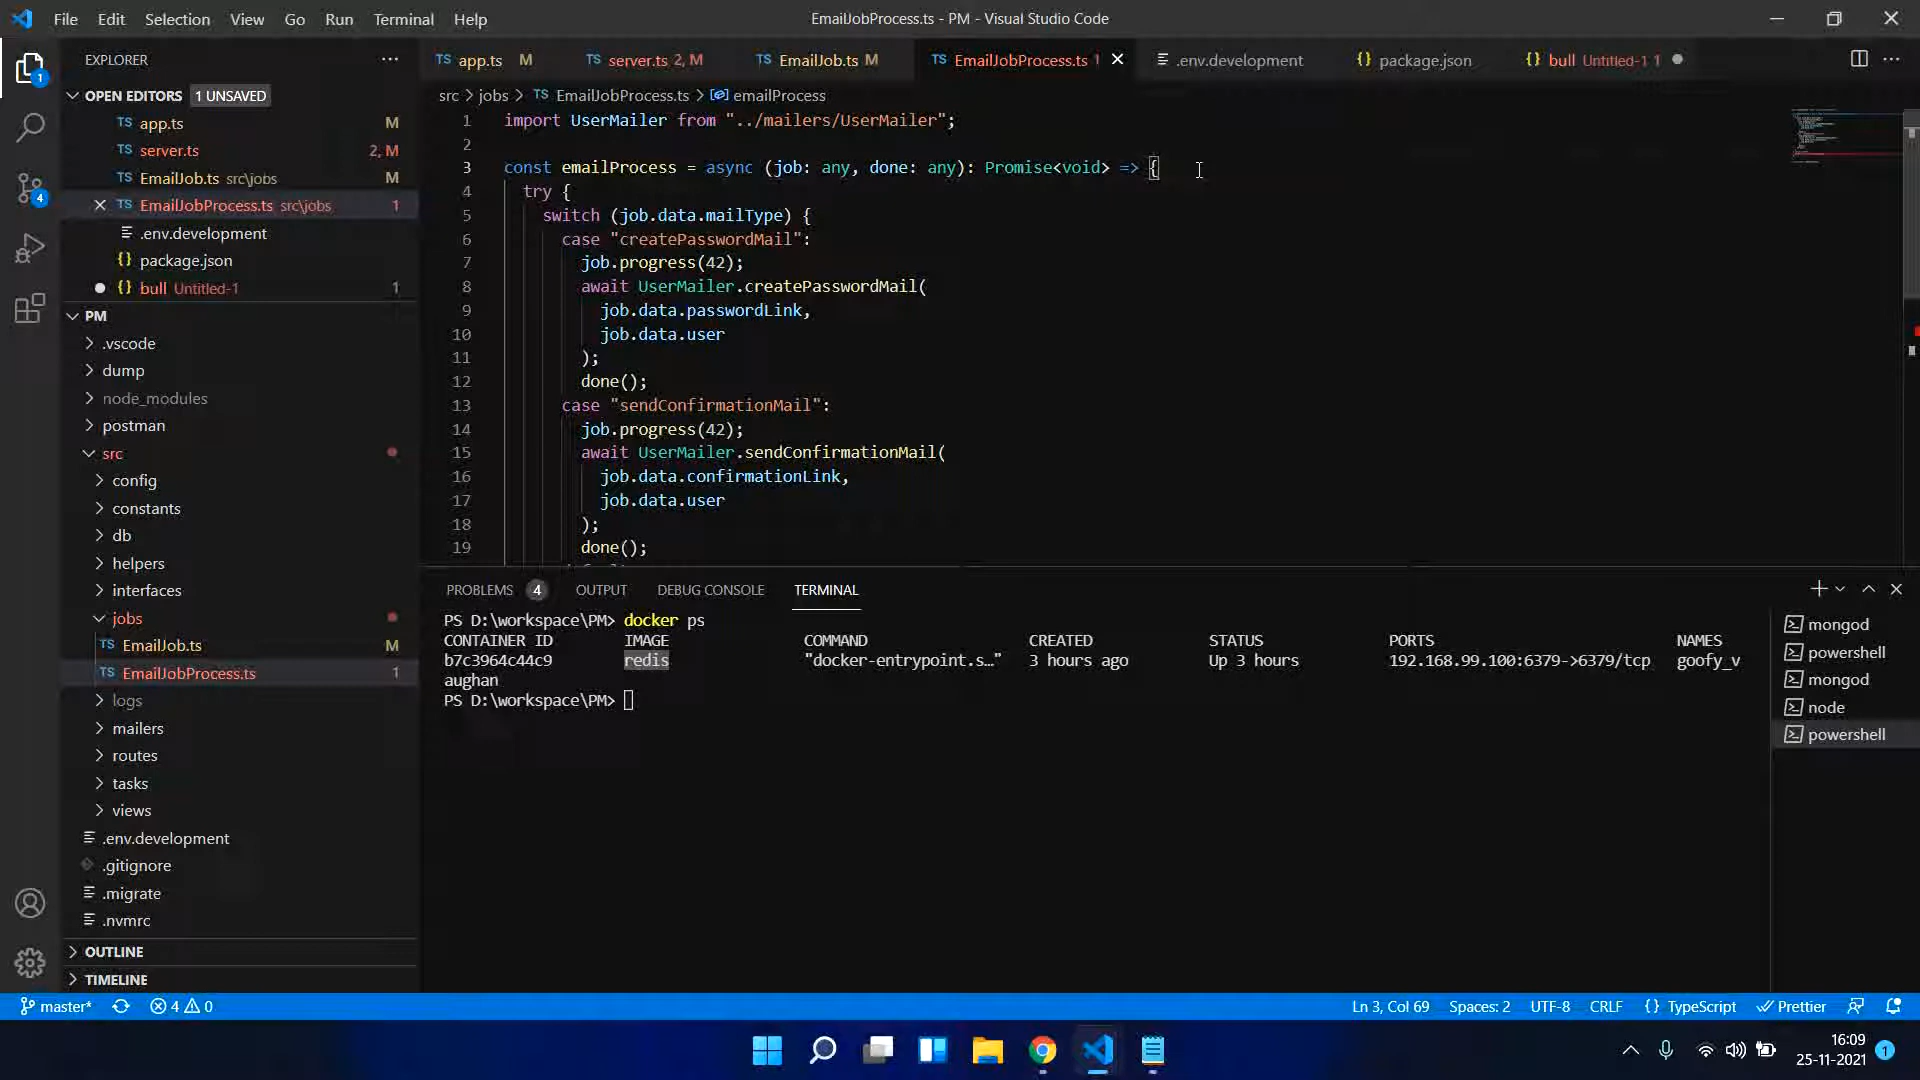 File Edit Selection View Go Run Terminal Help
EmailJobProcess.ts - PM - Visual Studio Code
EXPLORER
TS app.ts M TS server.ts 2, M TS EmailJob.ts M TS EmailJobProcess.ts 1 .env.development {} package.json {} bull Untitled-1 1
OPEN EDITORS 1 UNSAVED
TS app.ts M
TS server.ts 2, M
TS EmailJob.ts src\jobs M
TS EmailJobProcess.ts src\jobs 1
.env.development
{} package.json
{} bull Untitled-1 1
PM
.vscode
dump
node_modules
postman
src
config
constants
db
helpers
interfaces
jobs
TS EmailJob.ts M
TS EmailJobProcess.ts 1
logs
mailers
routes
tasks
views
.env.development
.gitignore
.migrate
.nvmrc
OUTLINE
TIMELINE
1
4
src > jobs > TS EmailJobProcess.ts > emailProcess
1 import UserMailer from "../mailers/UserMailer";
2
3 const emailProcess = async (job: any, done: any): Promise<void> => {
4 try {
5 switch (job.data.mailType) {
6 case "createPasswordMail":
7 job.progress(42);
8 await UserMailer.createPasswordMail(
9 job.data.passwordLink,
10 job.data.user
11 );
12 done();
13 case "sendConfirmationMail":
14 job.progress(42);
15 await UserMailer.sendConfirmationMail(
16 job.data.confirmationLink,
17 job.data.user
18 );
19 done();
PROBLEMS 4 OUTPUT DEBUG CONSOLE TERMINAL
PS D:\workspace\PM> docker ps
CONTAINER ID IMAGE COMMAND CREATED STATUS PORTS NAMES
b7c3964c44c9 redis "docker-entrypoint.s…" 3 hours ago Up 3 hours 192.168.99.100:6379->6379/tcp goofy_v
aughan
PS D:\workspace\PM>
mongod
powershell
mongod
node
powershell
master* 4 0
Ln 3, Col 69 Spaces: 2 UTF-8 CRLF {} TypeScript Prettier
16:09
25-11-2021 1